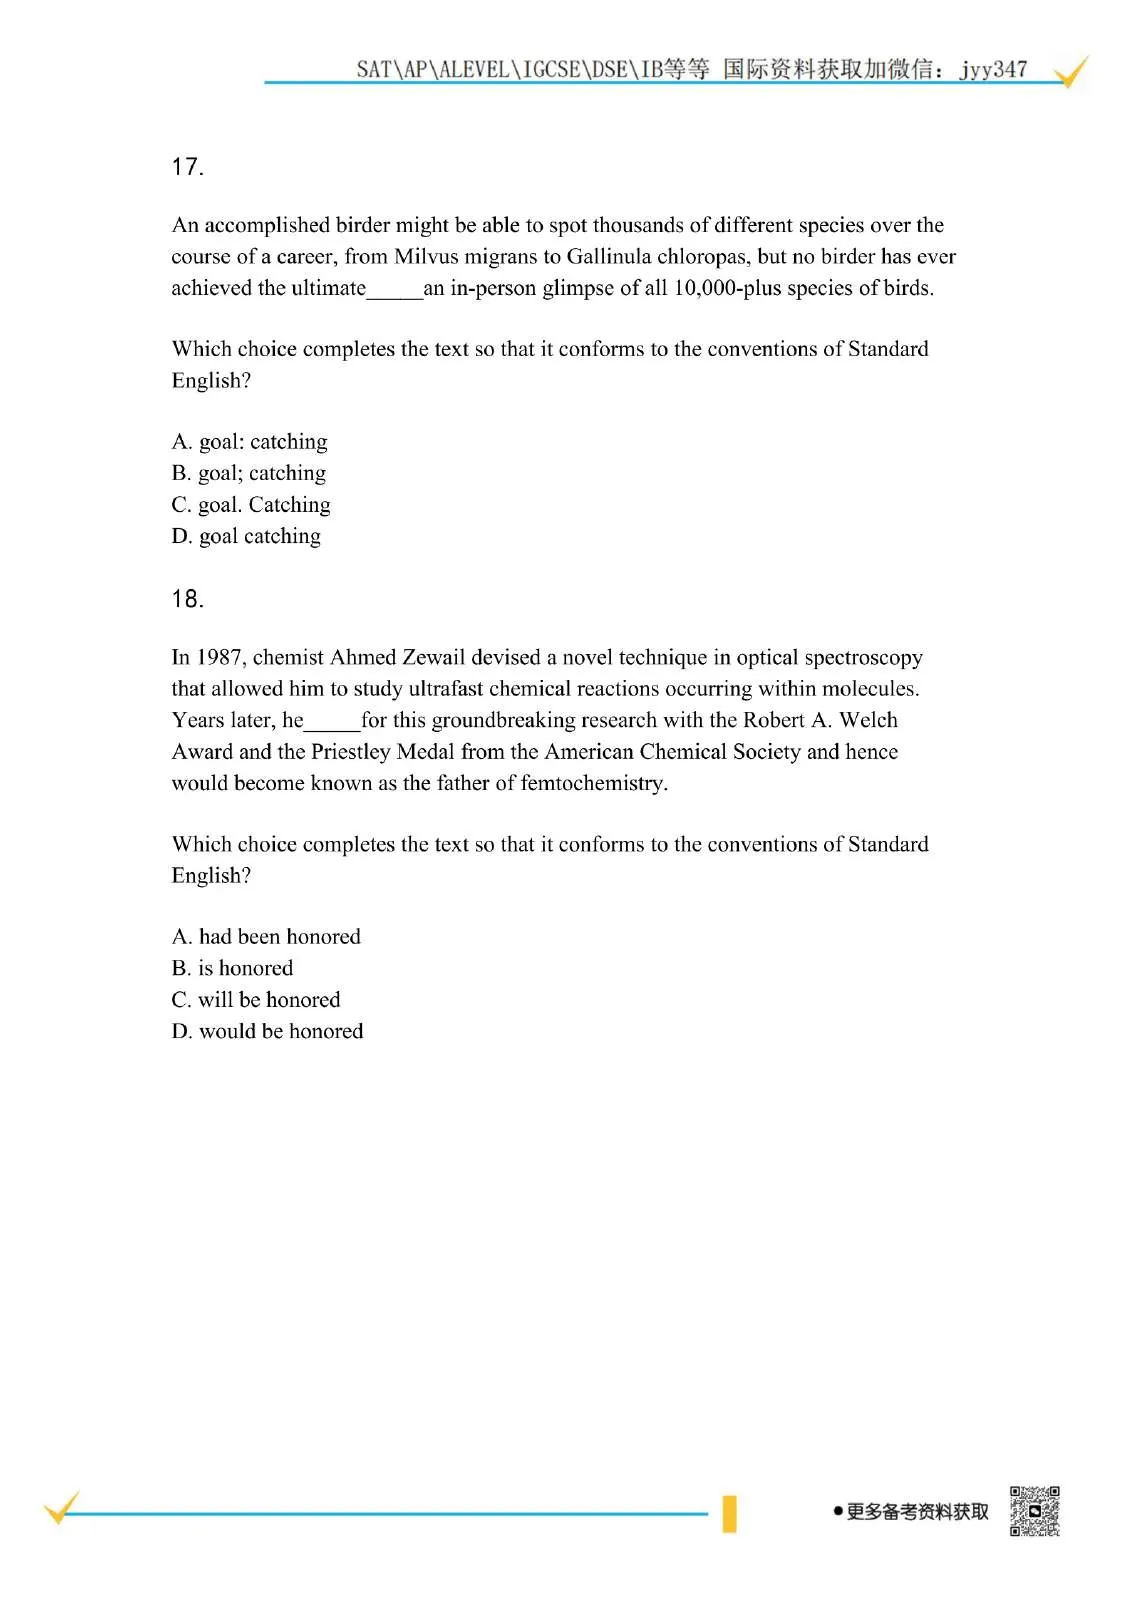 SAT\AP\ALEVEL\IGCSE\DSE\IB等等 国际资料获取加微信：jyy347
17.
An accomplished birder might be able to spot thousands of different species over the
course of a career, from Milvus migrans to Gallinula chloropas, but no birder has ever
achieved the ultimate_____an in-person glimpse of all 10,000-plus species of birds.
Which choice completes the text so that it conforms to the conventions of Standard
English?
A. goal: catching
B. goal; catching
C. goal. Catching
D. goal catching
18.
In 1987, chemist Ahmed Zewail devised a novel technique in optical spectroscopy
that allowed him to study ultrafast chemical reactions occurring within molecules.
Years later, he_____for this groundbreaking research with the Robert A. Welch
Award and the Priestley Medal from the American Chemical Society and hence
would become known as the father of femtochemistry.
Which choice completes the text so that it conforms to the conventions of Standard
English?
A. had been honored
B. is honored
C. will be honored
D. would be honored
●更多备考资料获取